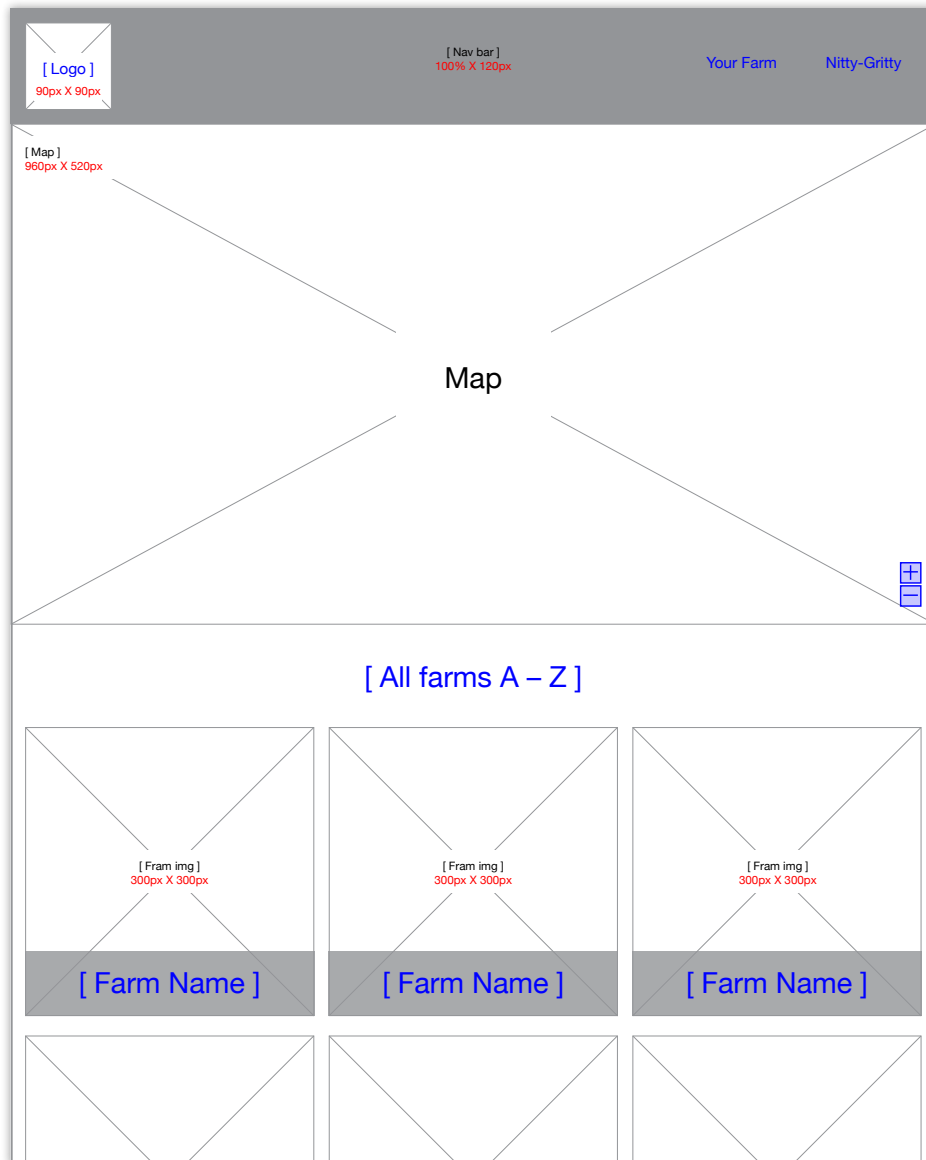 [ Logo ]
90px X 90px
[ Nav bar ]
100% X 120px
Your Farm
Nitty-Gritty
[ Map ]
960px X 520px
Map
+
−
[ All farms A – Z ]
[ Fram img ]
300px X 300px
[ Fram img ]
300px X 300px
[ Fram img ]
300px X 300px
[ Farm Name ]
[ Farm Name ]
[ Farm Name ]